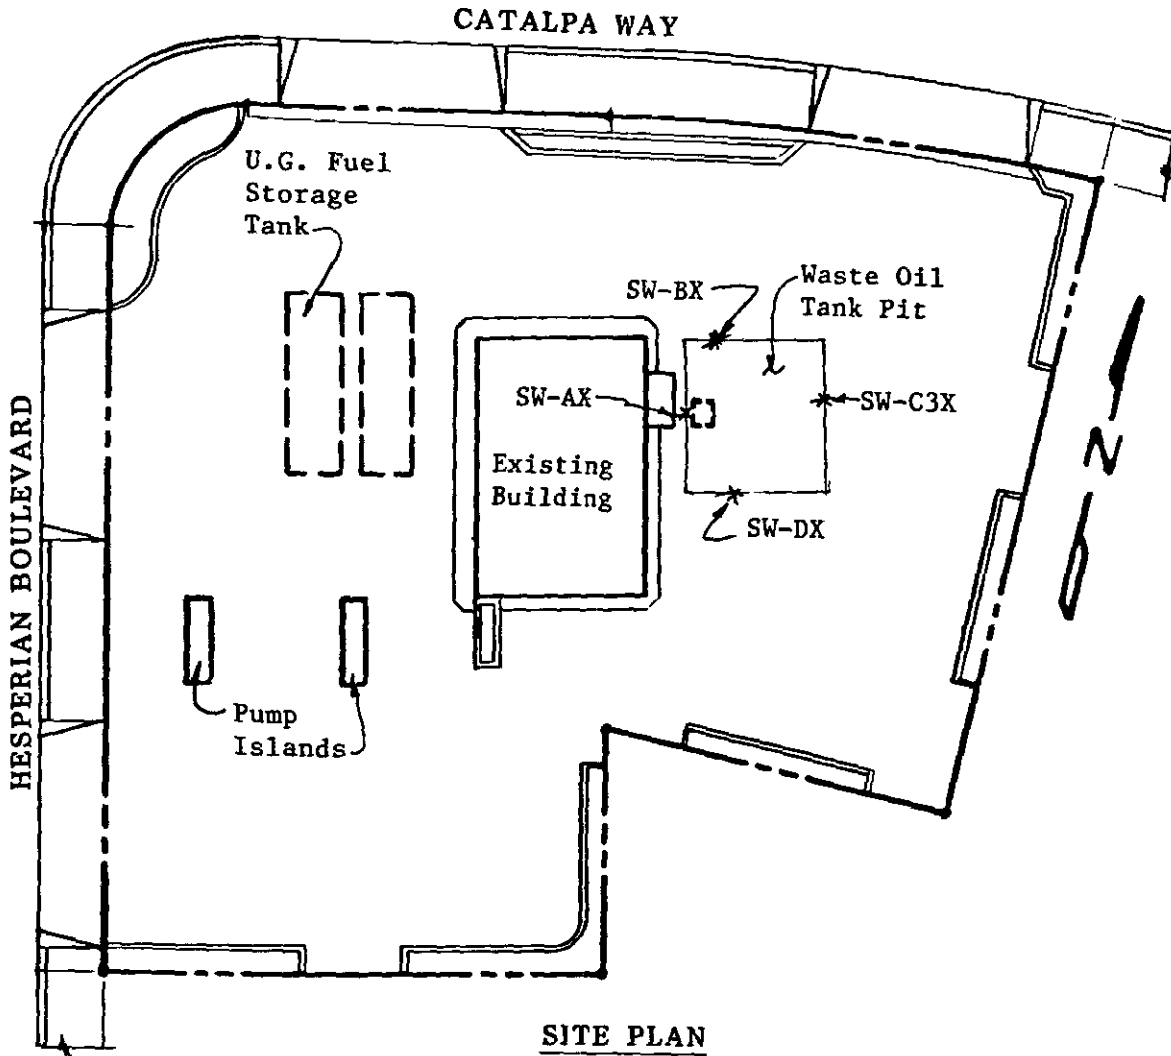 CATALPA WAY
U.G. Fuel
Storage
Tank
SW-BX
Waste Oil
Tank Pit
SW-AX
SW-C3X
Existing
Building
SW-DX
HESPERIAN BOULEVARD
N
Pump
Islands
SITE PLAN